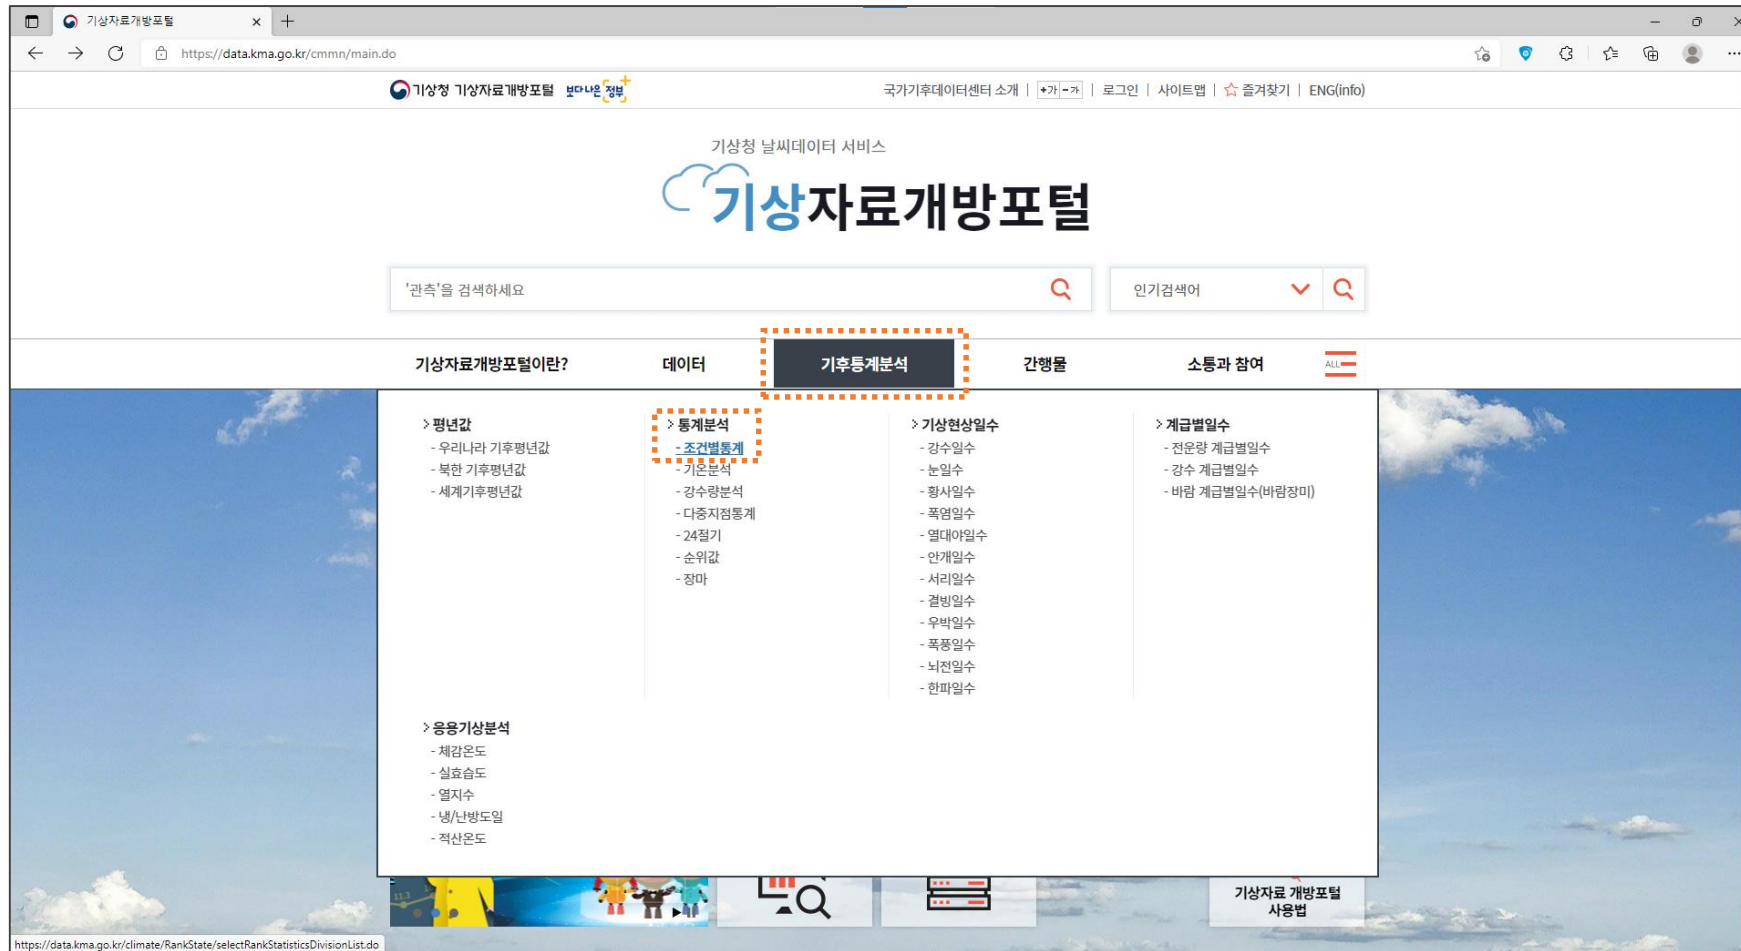 기상자료개방포털
https://data.kma.go.kr/cmmn/main.do
기상청 기상자료개방포털 보다나은 정부
국가기후데이터센터 소개 | +가 -가 | 로그인 | 사이트맵 | 즐겨찾기 | ENG(info)
기상청 날씨데이터 서비스
기상자료개방포털
'관측'을 검색하세요
인기검색어
기상자료개방포털이란? 데이터 기후통계분석 간행물 소통과 참여 ALL
> 평년값
- 우리나라 기후평년값
- 북한 기후평년값
- 세계기후평년값
> 통계분석
- 조건별통계
- 기온분석
- 강수량분석
- 다중지점통계
- 24절기
- 순위값
- 장마
> 기상현상일수
- 강수일수
- 눈일수
- 황사일수
- 폭염일수
- 열대야일수
- 안개일수
- 서리일수
- 결빙일수
- 우박일수
- 폭풍일수
- 뇌전일수
- 한파일수
> 계급별일수
- 전운량 계급별일수
- 강수 계급별일수
- 바람 계급별일수(바람장미)
> 응용기상분석
- 체감온도
- 실효습도
- 열지수
- 냉/난방도일
- 적산온도
기상자료 개방포털
사용법
https://data.kma.go.kr/climate/RankState/selectRankStatisticsDivisionList.do